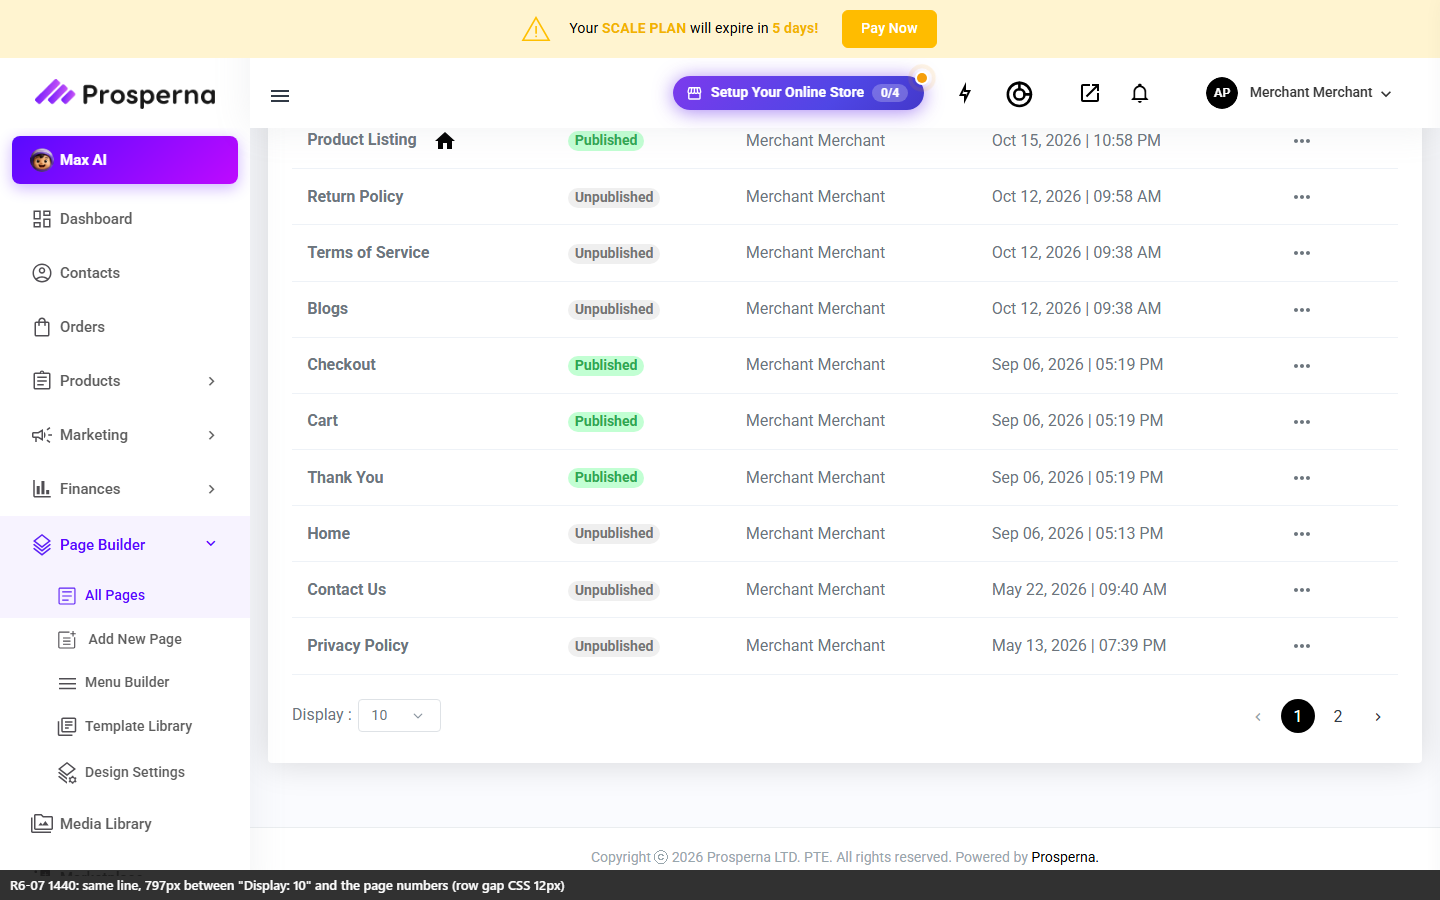 Your SCALE PLAN will expire in 5 days!
Pay Now
Prosperna
Setup Your Online Store 0/4
AP Merchant Merchant
Max AI
Dashboard
Contacts
Orders
Products
Marketing
Finances
Page Builder
All Pages
Add New Page
Menu Builder
Template Library
Design Settings
Media Library
Product Listing Published Merchant Merchant Oct 15, 2026 | 10:58 PM
Return Policy Unpublished Merchant Merchant Oct 12, 2026 | 09:58 AM
Terms of Service Unpublished Merchant Merchant Oct 12, 2026 | 09:38 AM
Blogs Unpublished Merchant Merchant Oct 12, 2026 | 09:38 AM
Checkout Published Merchant Merchant Sep 06, 2026 | 05:19 PM
Cart Published Merchant Merchant Sep 06, 2026 | 05:19 PM
Thank You Published Merchant Merchant Sep 06, 2026 | 05:19 PM
Home Unpublished Merchant Merchant Sep 06, 2026 | 05:13 PM
Contact Us Unpublished Merchant Merchant May 22, 2026 | 09:40 AM
Privacy Policy Unpublished Merchant Merchant May 13, 2026 | 07:39 PM
Display : 10
1 2
Copyright © 2026 Prosperna LTD. PTE. All rights reserved. Powered by Prosperna.
R6-07 1440: same line, 797px between "Display: 10" and the page numbers (row gap CSS 12px)